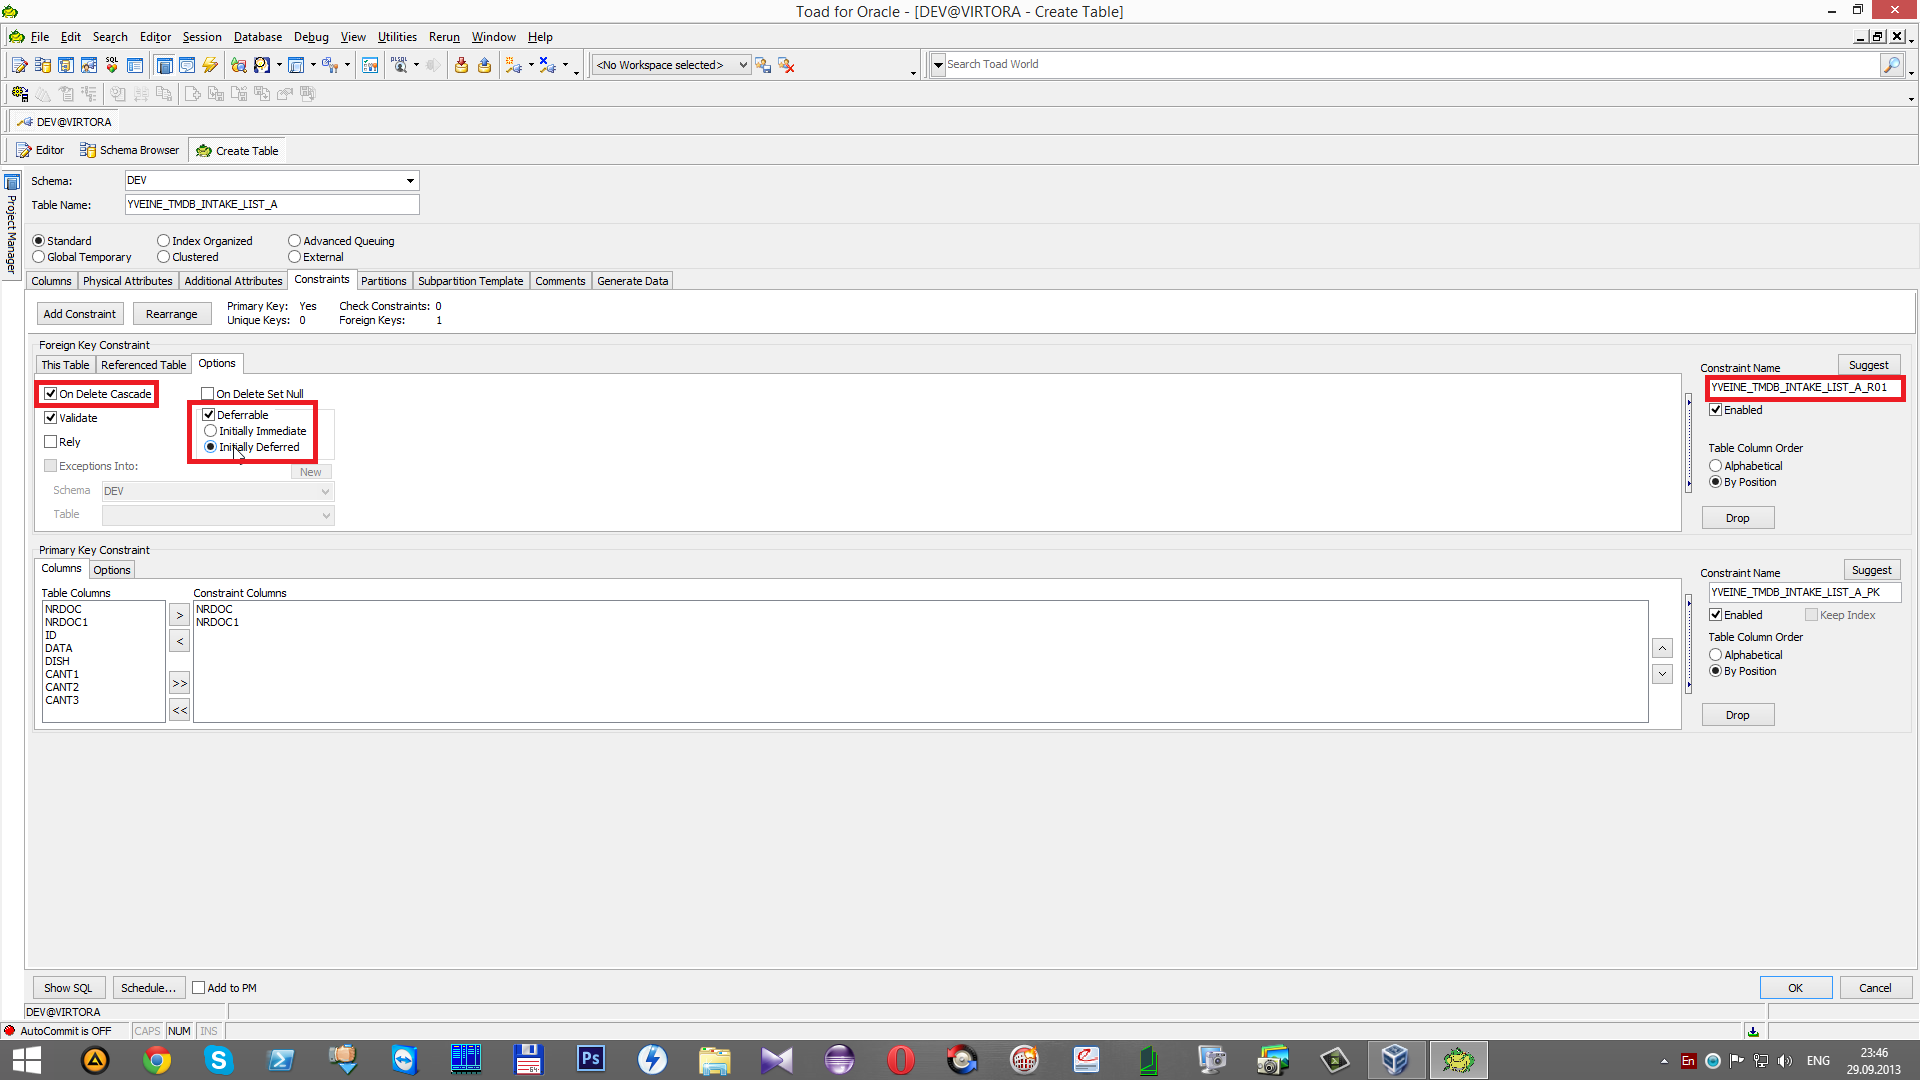 Toad for Oracle - [DEV@VIRTORA - Create Table]
File Edit Search Editor Session Database Debug View Utilities Rerun Window Help
SQL
<No Workspace selected>
Search Toad World
DEV@VIRTORA
Editor Schema Browser Create Table
Project Manager
Schema: DEV
Table Name: YVEINE_TMDB_INTAKE_LIST_A
Standard Index Organized Advanced Queuing
Global Temporary Clustered External
Columns Physical Attributes Additional Attributes Constraints Partitions Subpartition Template Comments Generate Data
Add Constraint Rearrange Primary Key: Yes Check Constraints: 0
Unique Keys: 0 Foreign Keys: 1
Foreign Key Constraint
This Table Referenced Table Options
Constraint Name Suggest
On Delete Cascade On Delete Set Null YVEINE_TMDB_INTAKE_LIST_A_R01
Validate Deferrable Enabled
Initially Immediate
Rely Initially Deferred
Table Column Order
Exceptions Into: New Alphabetical
Schema DEV By Position
Table
Drop
Primary Key Constraint
Columns Options
Constraint Name Suggest
Table Columns Constraint Columns YVEINE_TMDB_INTAKE_LIST_A_PK
NRDOC > NRDOC Enabled Keep Index
NRDOC1 NRDOC1
ID < Table Column Order
DATA Alphabetical
DISH By Position
CANT1
CANT2 >>
CANT3 <<
Drop
Show SQL Schedule... Add to PM OK Cancel
DEV@VIRTORA
AutoCommit is OFF CAPS NUM INS
64
Ps
En ENG 23:46
29.09.2013